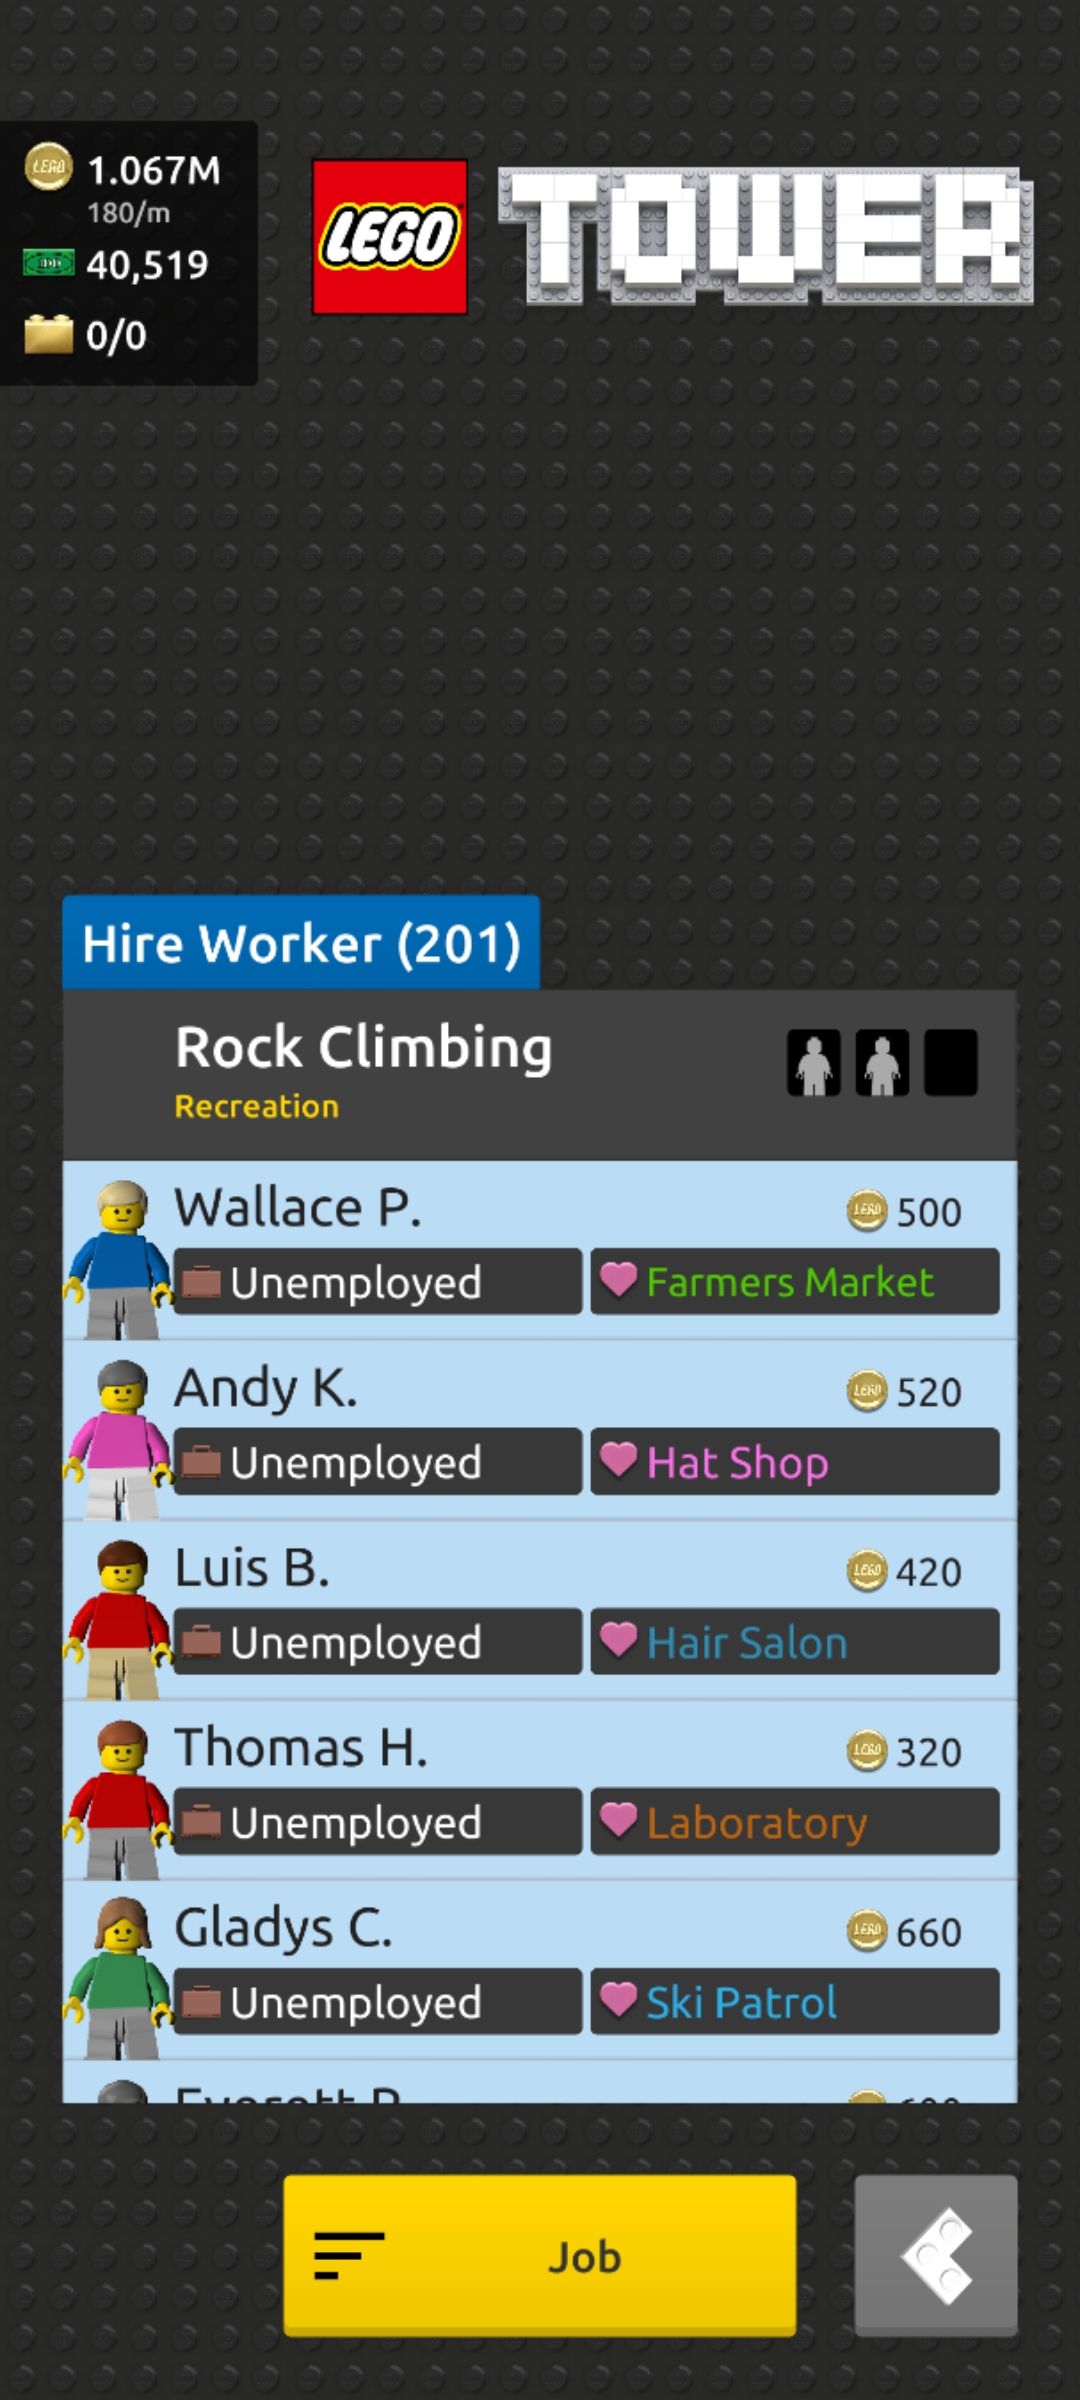 1.067M
180/m
40,519
0/0
LEGO TOWER
Hire Worker (201)
Rock Climbing
Recreation
Wallace P. 500
Unemployed Farmers Market
Andy K. 520
Unemployed Hat Shop
Luis B. 420
Unemployed Hair Salon
Thomas H. 320
Unemployed Laboratory
Gladys C. 660
Unemployed Ski Patrol
Job